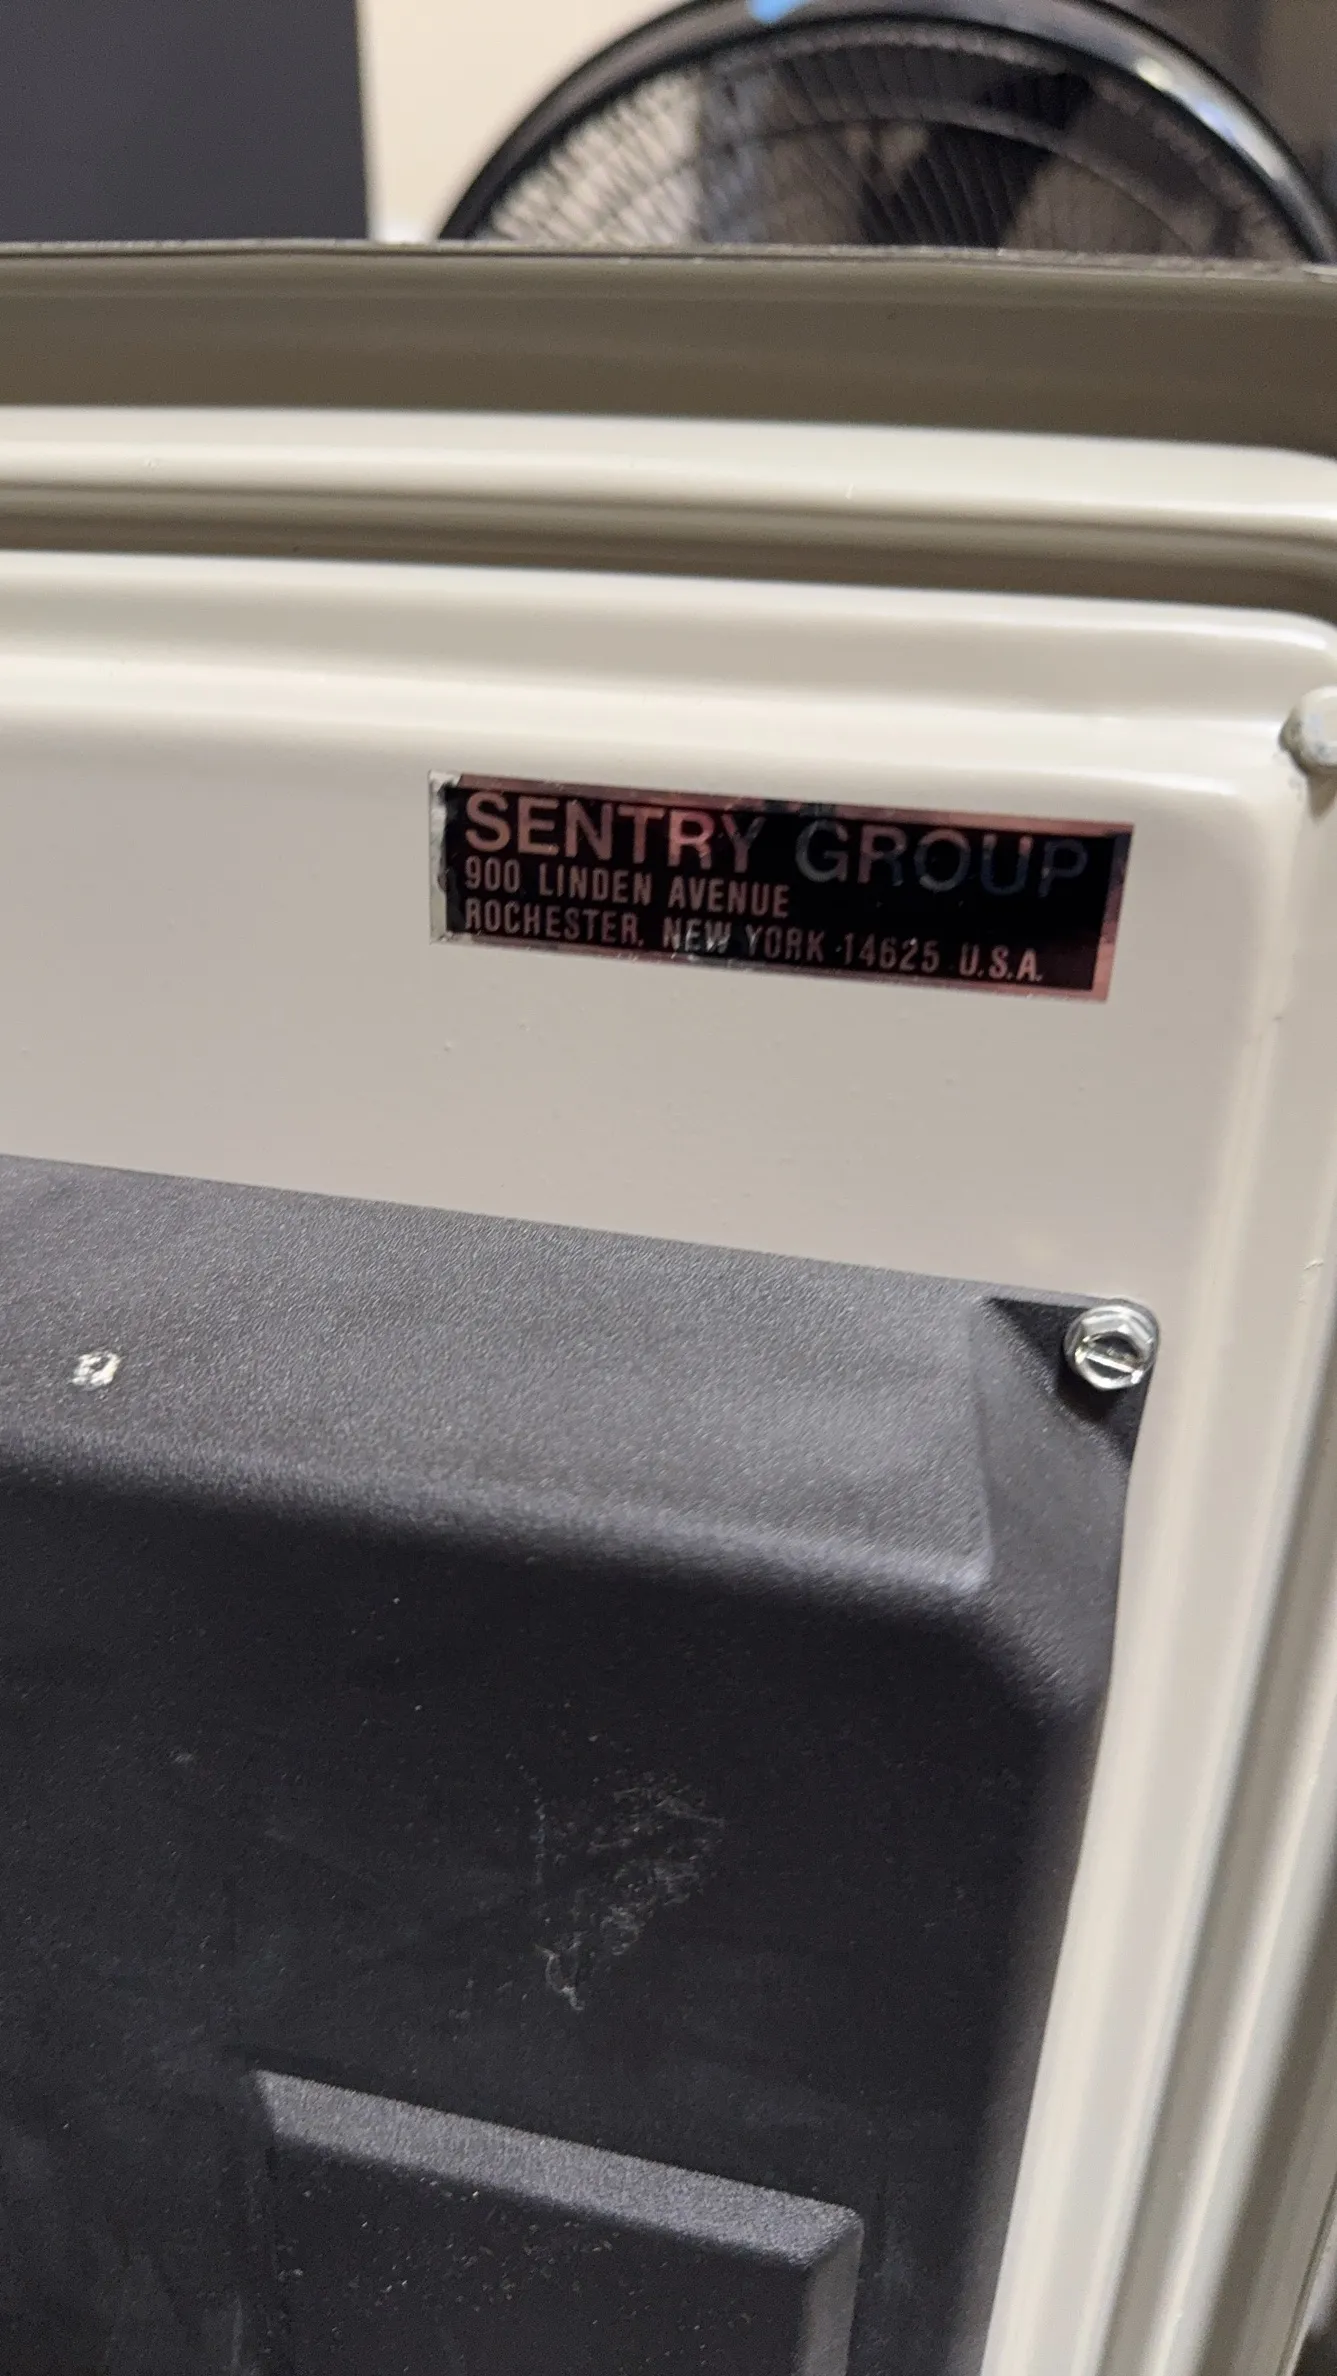 SENTRY GROUP
900 LINDEN AVENUE
ROCHESTER, NEW YORK 14625 U.S.A.